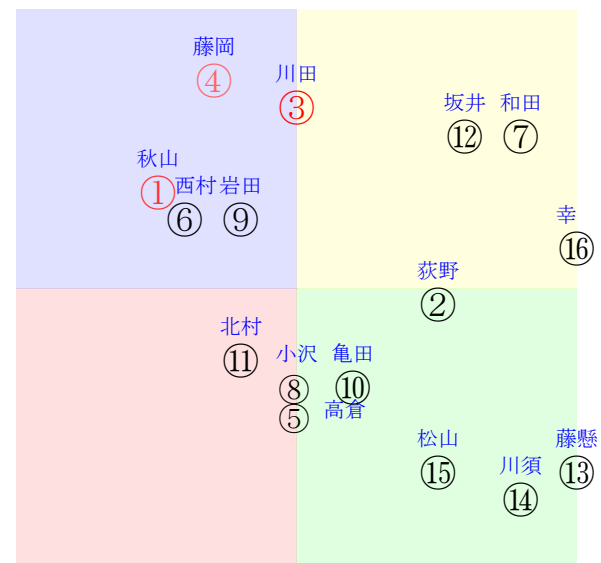 藤岡
④
川田
③
坂井 和田
⑫ ⑦
秋山
①
西村 岩田
⑥ ⑨
幸
⑯
荻野
②
北村
⑪
小沢 亀田
⑧ ⑩
高倉
⑤
松山 藤懸
⑮ ⑬
川須
⑭